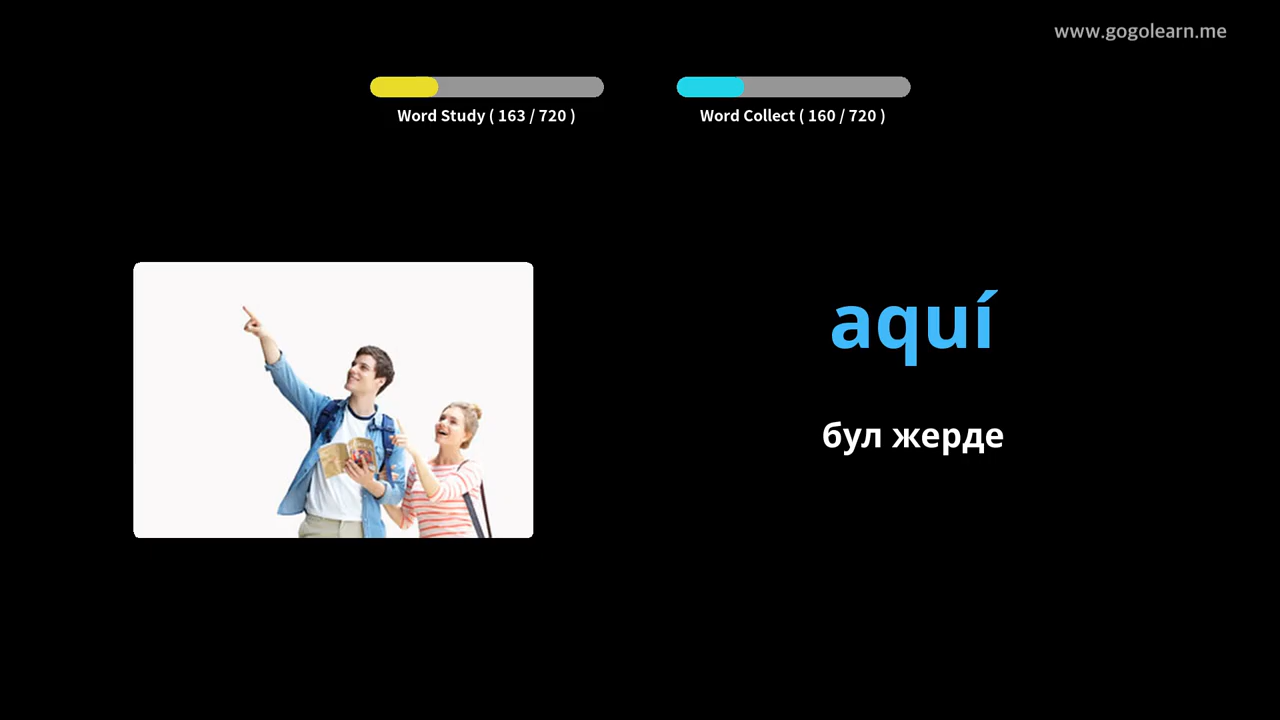 www.gogolearn.me
Word Study ( 163 / 720 )
Word Collect ( 160 / 720 )
aquí
бул жерде